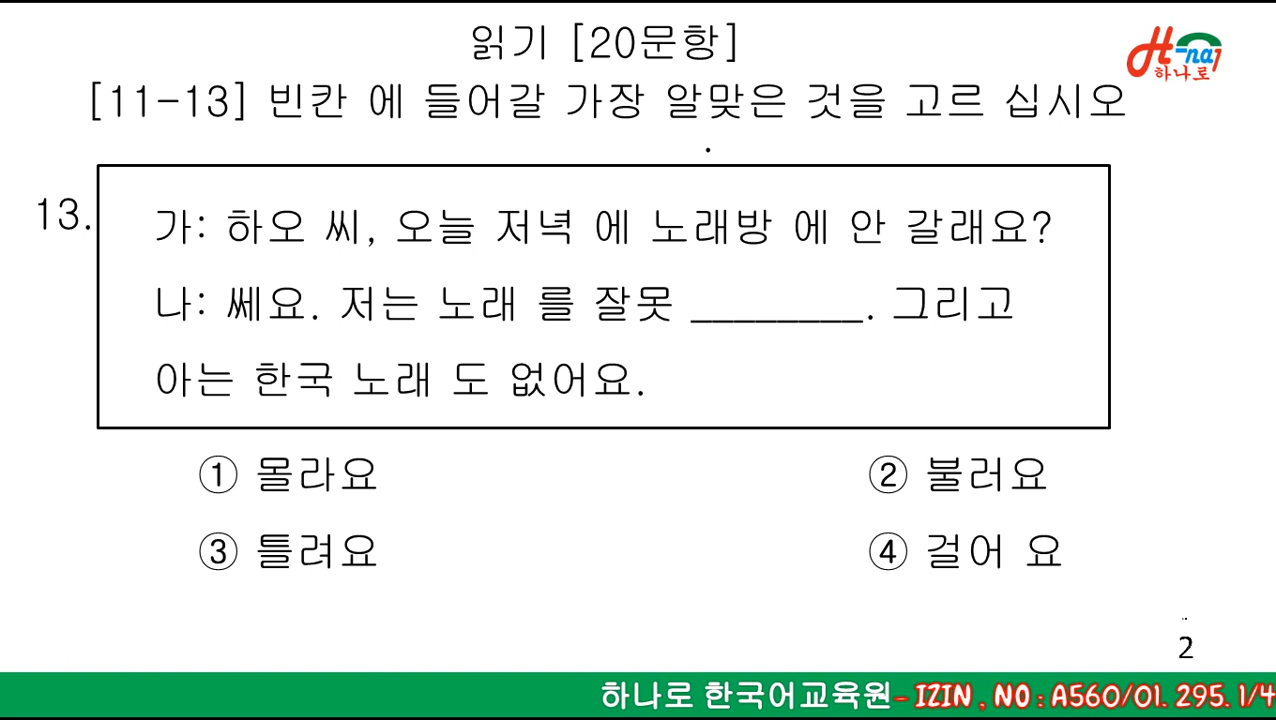 읽기 [20문항]
H-na1
하나로
[11-13] 빈칸 에 들어갈 가장 알맞은 것을 고르 십시오
.
13.
가: 하오 씨, 오늘 저녁 에 노래방 에 안 갈래요?
나: 쎄요. 저는 노래 를 잘못 ________. 그리고
아는 한국 노래 도 없어요.
① 몰라요
② 불러요
③ 틀려요
④ 걸어 요
2
하나로 한국어교육원 - IZIN . NO : A560/01. 295. 1/4